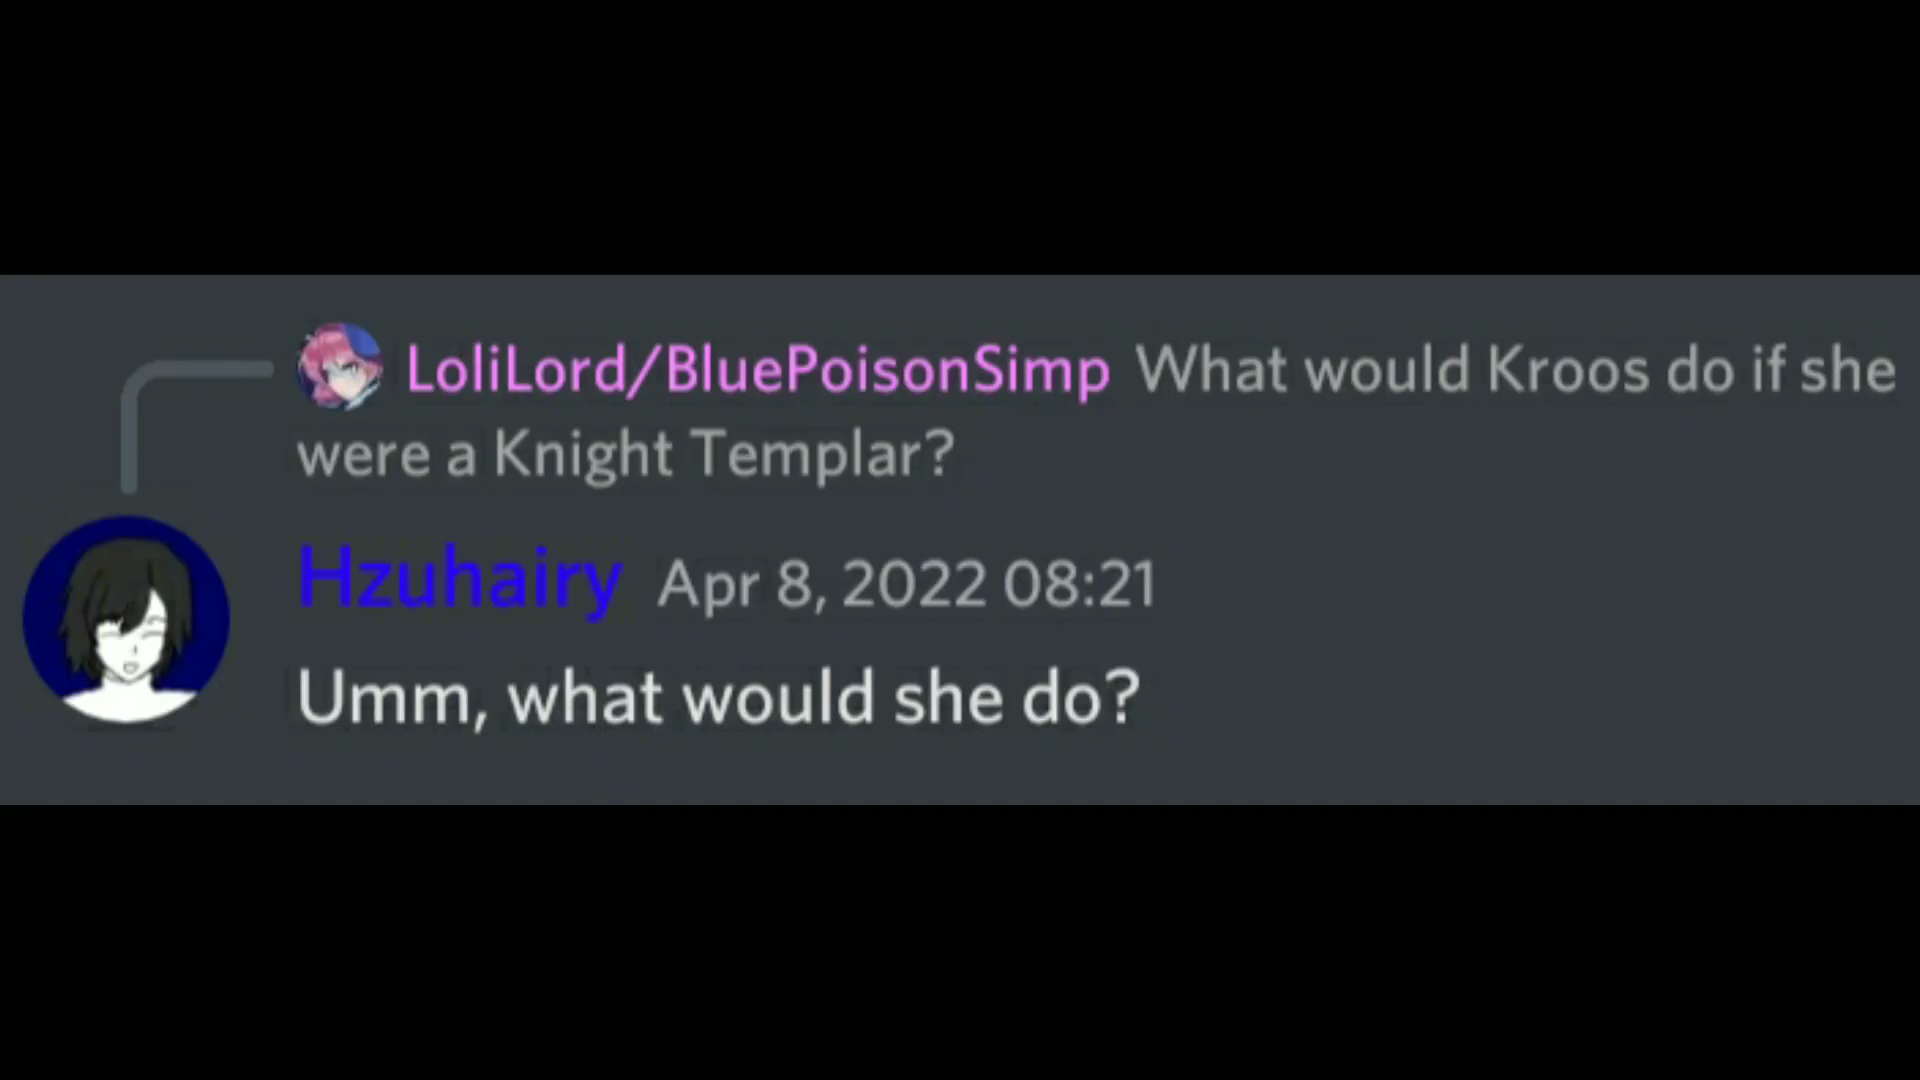 LoliLord/BluePoisonSimp What would Kroos do if she
were a Knight Templar?
Hzuhairy Apr 8, 2022 08:21
Umm, what would she do?